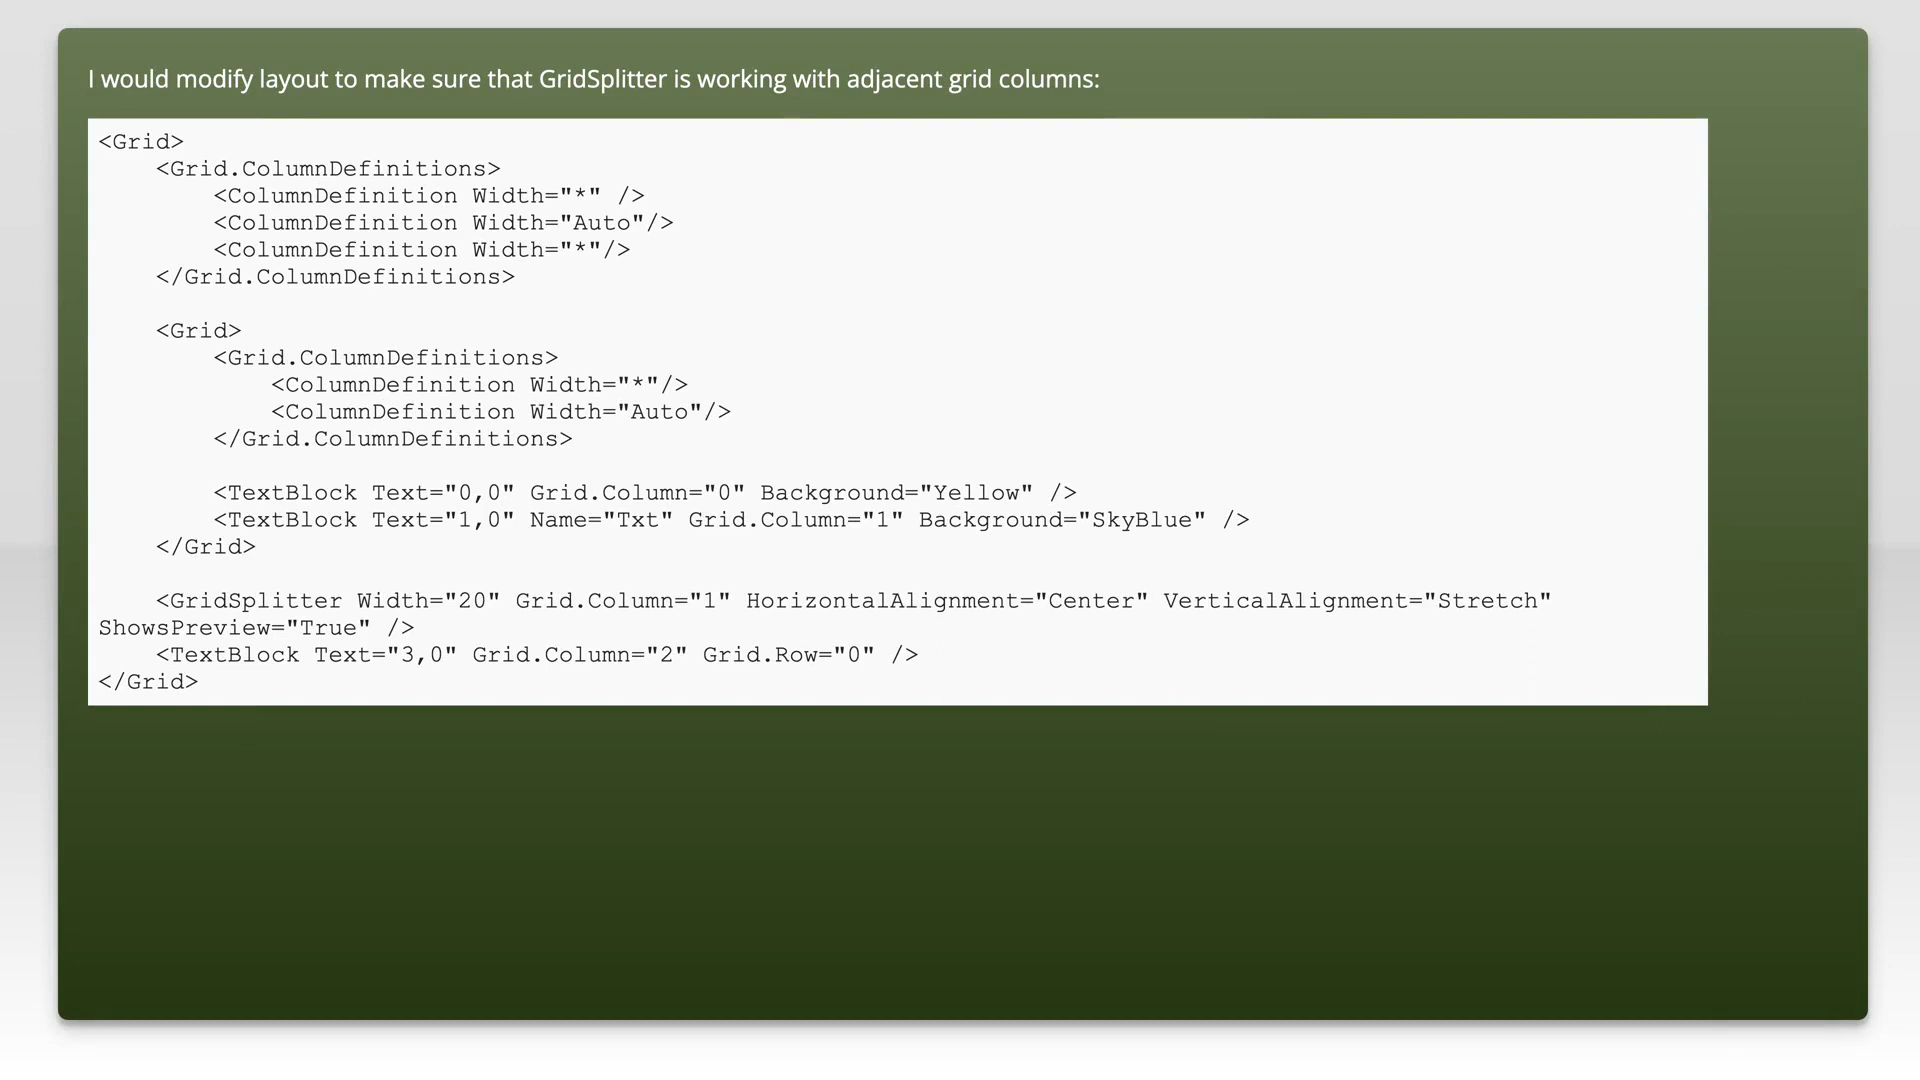 I would modify layout to make sure that GridSplitter is working with adjacent grid columns:
<Grid>
    <Grid.ColumnDefinitions>
        <ColumnDefinition Width="*" />
        <ColumnDefinition Width="Auto"/>
        <ColumnDefinition Width="*"/>
    </Grid.ColumnDefinitions>

    <Grid>
        <Grid.ColumnDefinitions>
            <ColumnDefinition Width="*"/>
            <ColumnDefinition Width="Auto"/>
        </Grid.ColumnDefinitions>

        <TextBlock Text="0,0" Grid.Column="0" Background="Yellow" />
        <TextBlock Text="1,0" Name="Txt" Grid.Column="1" Background="SkyBlue" />
    </Grid>

    <GridSplitter Width="20" Grid.Column="1" HorizontalAlignment="Center" VerticalAlignment="Stretch"
ShowsPreview="True" />
    <TextBlock Text="3,0" Grid.Column="2" Grid.Row="0" />
</Grid>